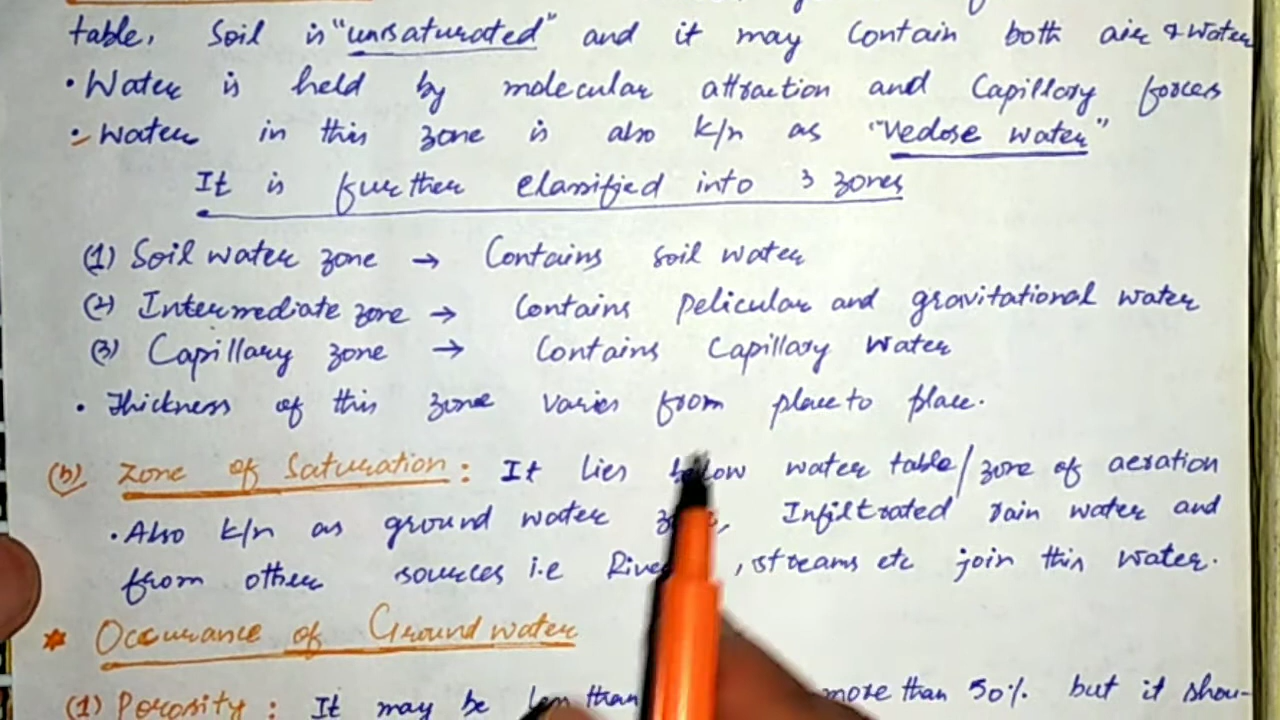 table, Soil is "unsaturated" and it may Contain both air & water
• Water is held by molecular attraction and Capillary forces
• Water in this zone is also k/n as "Vedose water"
It is further Classified into 3 zones
(1) Soil water zone → Contains soil water
(2) Intermediate zone → Contains pelicular and gravitational water
(3) Capillary zone → Contains Capillary Water
• Thickness of this zone varies from place to place.
(b) Zone of Saturation : It lies below water table/zone of aeration
• Also k/n as ground water Infiltrated rain water and
from other sources i.e , streams etc join this water.
* Occurance of Ground water
(1) Porosity : It may be less than more than 50% but it shou-